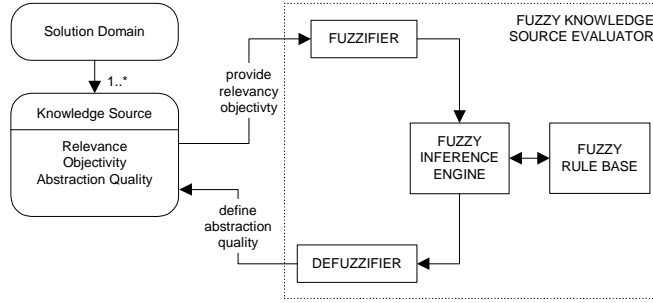 Solution Domain
1..*
Knowledge Source
Relevance
Objectivity
Abstraction Quality
provide
relevancy
objectivty
define
abstraction
quality
FUZZY KNOWLEDGE
SOURCE EVALUATOR
FUZZIFIER
FUZZY
INFERENCE
ENGINE
FUZZY
RULE BASE
DEFUZZIFIER